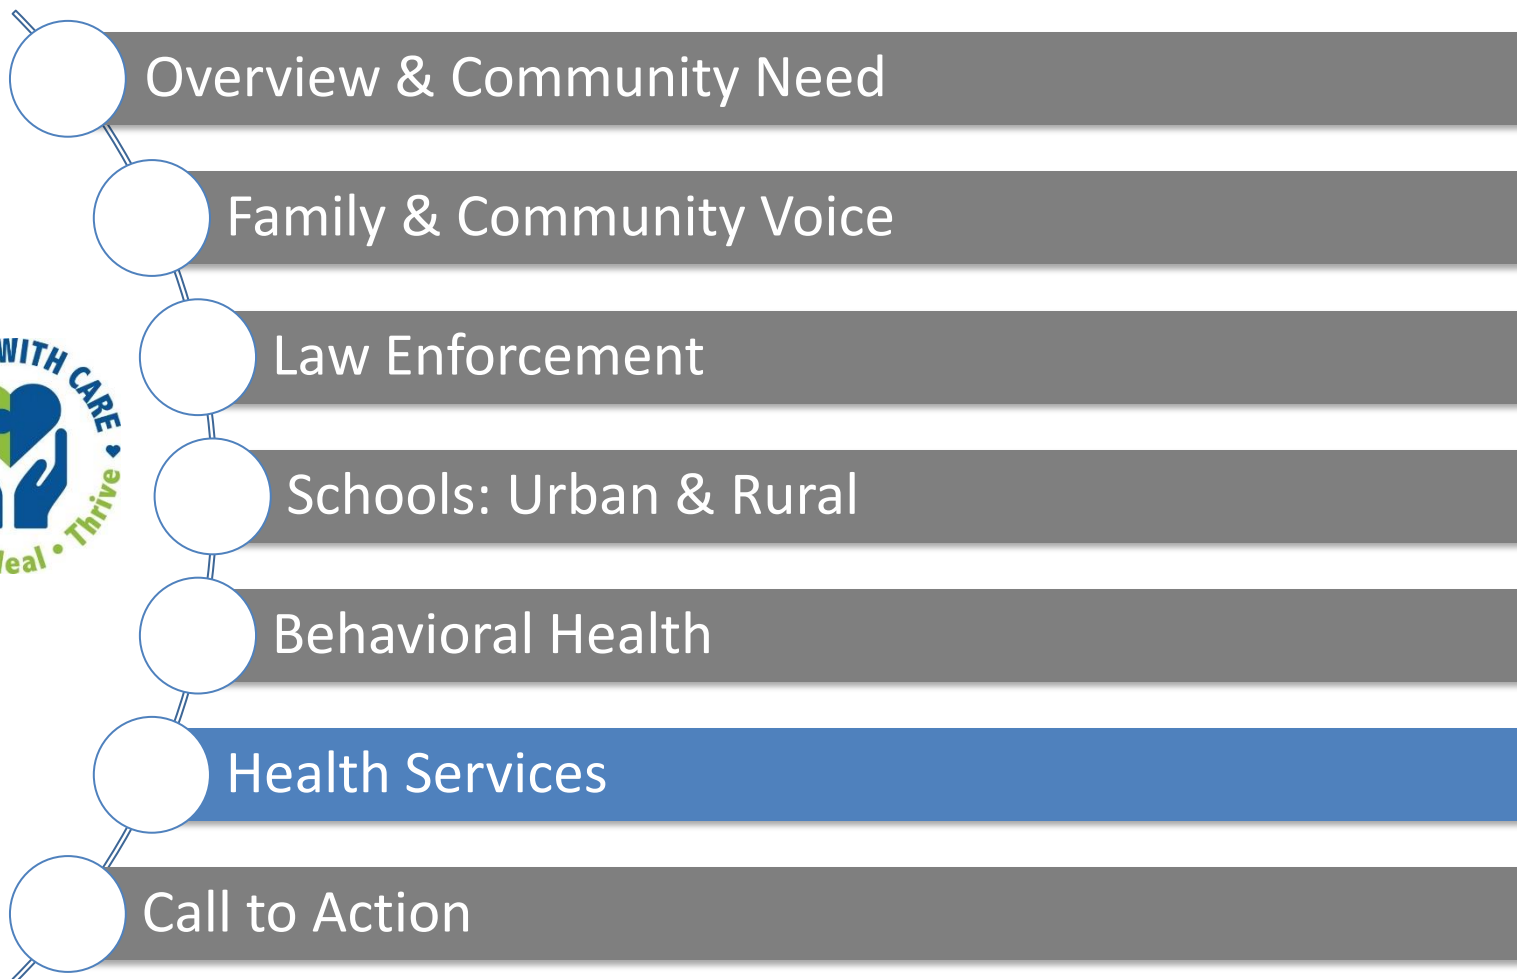 Overview & Community Need
Family & Community Voice
Law Enforcement
WITH CARE
Thrive
Schools: Urban & Rural
Behavioral Health
Health Services
Call to Action